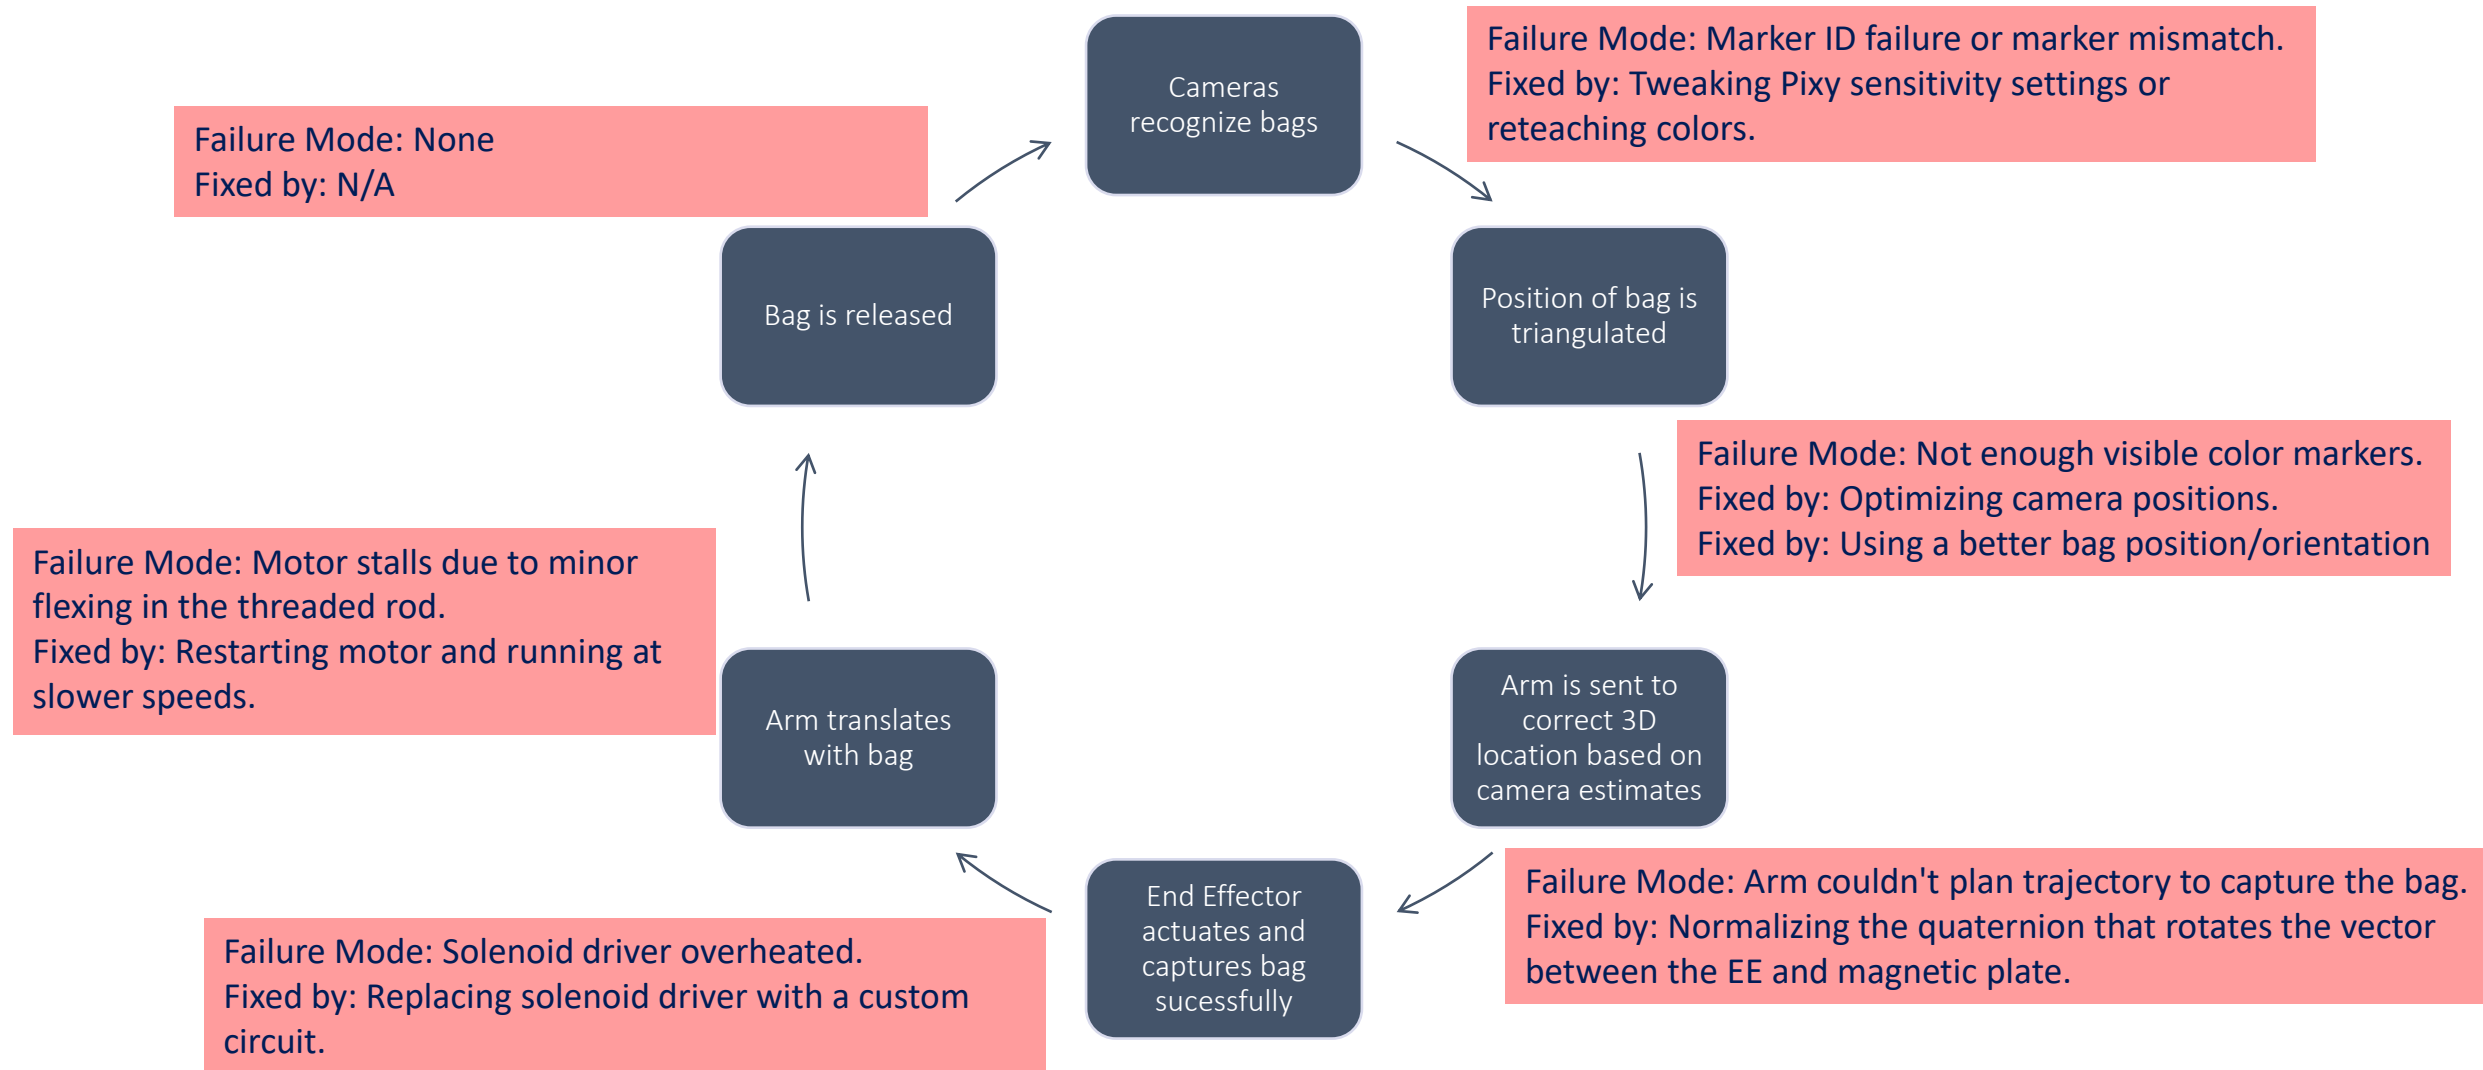 Cameras
recognize bags
Failure Mode: Marker ID failure or marker mismatch.
Fixed by: Tweaking Pixy sensitivity settings or
reteaching colors.
Position of bag is
triangulated
Failure Mode: Not enough visible color markers.
Fixed by: Optimizing camera positions.
Fixed by: Using a better bag position/orientation
Arm is sent to
correct 3D
location based on
camera estimates
Failure Mode: Arm couldn't plan trajectory to capture the bag.
Fixed by: Normalizing the quaternion that rotates the vector
between the EE and magnetic plate.
End Effector
actuates and
captures bag
sucessfully
Failure Mode: Solenoid driver overheated.
Fixed by: Replacing solenoid driver with a custom
circuit.
Arm translates
with bag
Failure Mode: Motor stalls due to minor
flexing in the threaded rod.
Fixed by: Restarting motor and running at
slower speeds.
Bag is released
Failure Mode: None
Fixed by: N/A